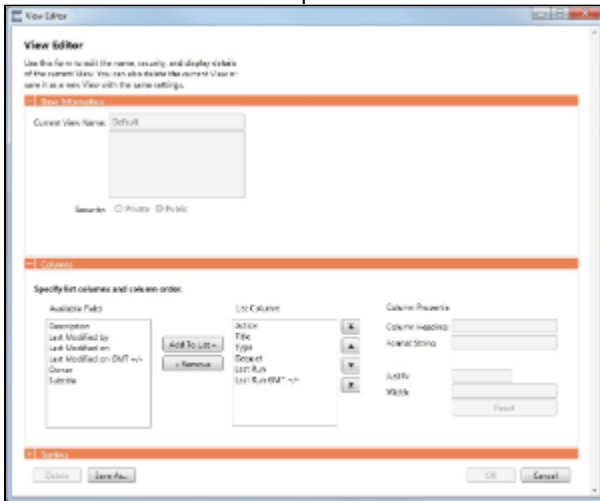 View Editor
View Editor
Use this form to edit the name, security, and display details
of the current View. You can also delete the current View or
save it as a new View with the same settings.
Basic Information
Current View Name: Default
Security: Private Public
Columns
Specify list columns and column order.
Available Field
Description
Last Modified by
Last Modified on
Last Modified on GMT +/-
Owner
Subtitle
Add To List »
« Remove
List Columns
Action
Title
Type
Dataset
Last Run
Last Run GMT +/-
Column Properties
Column Heading:
Format String:
Justify:
Width:
Reset
Sorting
Delete Save As... OK Cancel